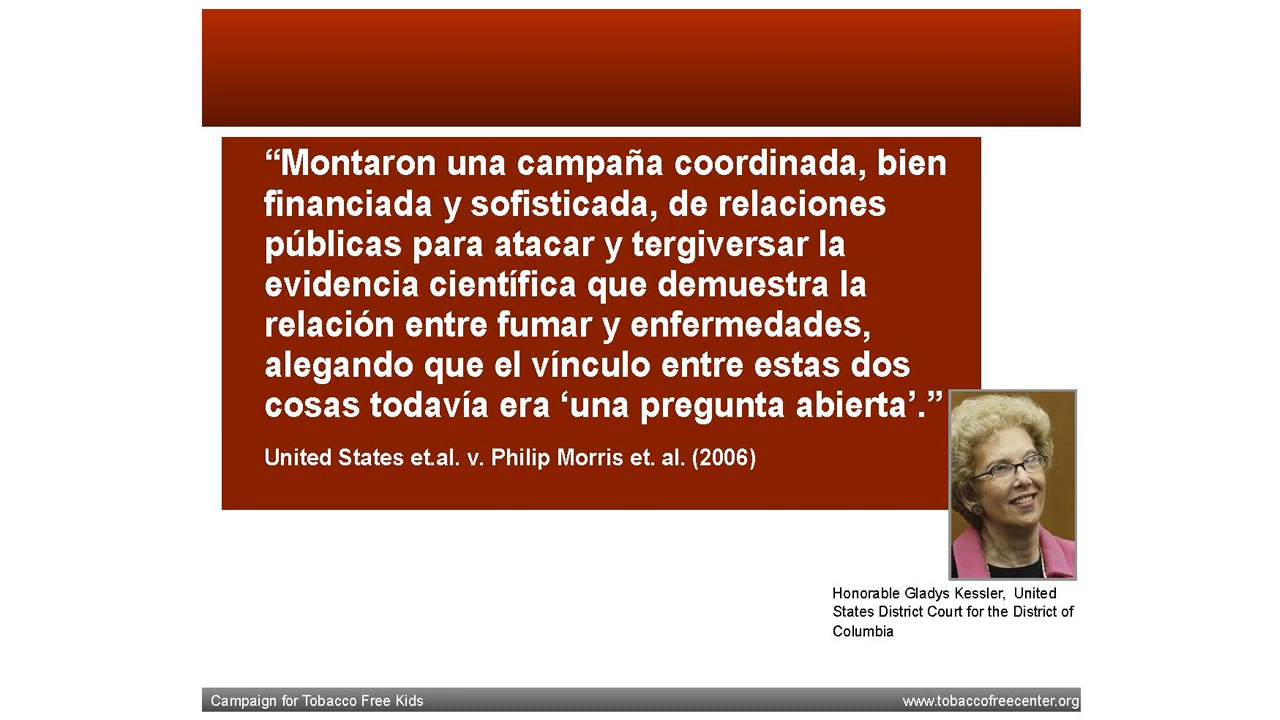 “Montaron una campaña coordinada, bien
financiada y sofisticada, de relaciones
públicas para atacar y tergiversar la
evidencia científica que demuestra la
relación entre fumar y enfermedades,
alegando que el vínculo entre estas dos
cosas todavía era ‘una pregunta abierta’.”
United States et.al. v. Philip Morris et. al. (2006)
Honorable Gladys Kessler, United
States District Court for the District of
Columbia
Campaign for Tobacco Free Kids
www.tobaccofreecenter.org